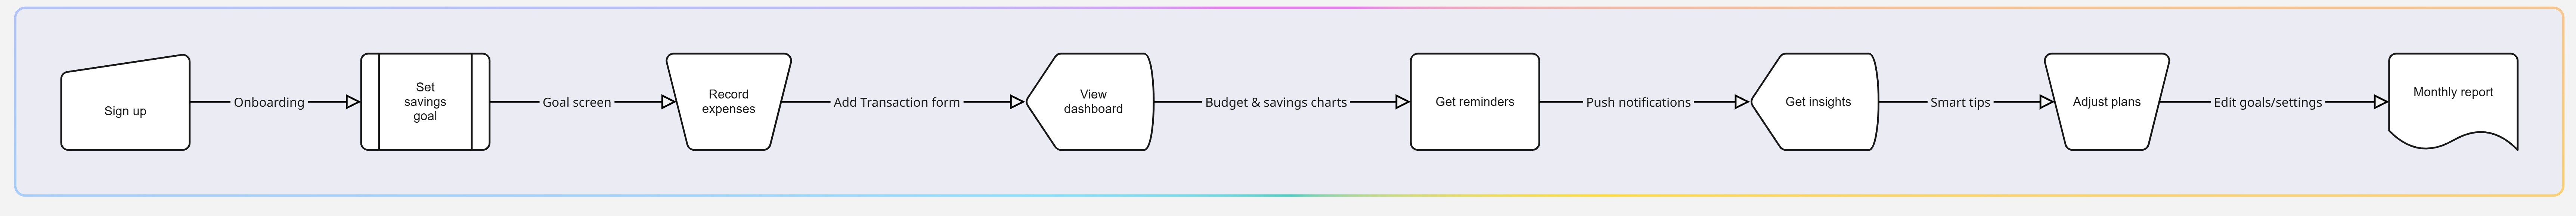 Sign up
Onboarding
Set
savings
goal
Goal screen
Record
expenses
Add Transaction form
View
dashboard
Budget & savings charts
Get reminders
Push notifications
Get insights
Smart tips
Adjust plans
Edit goals/settings
Monthly report